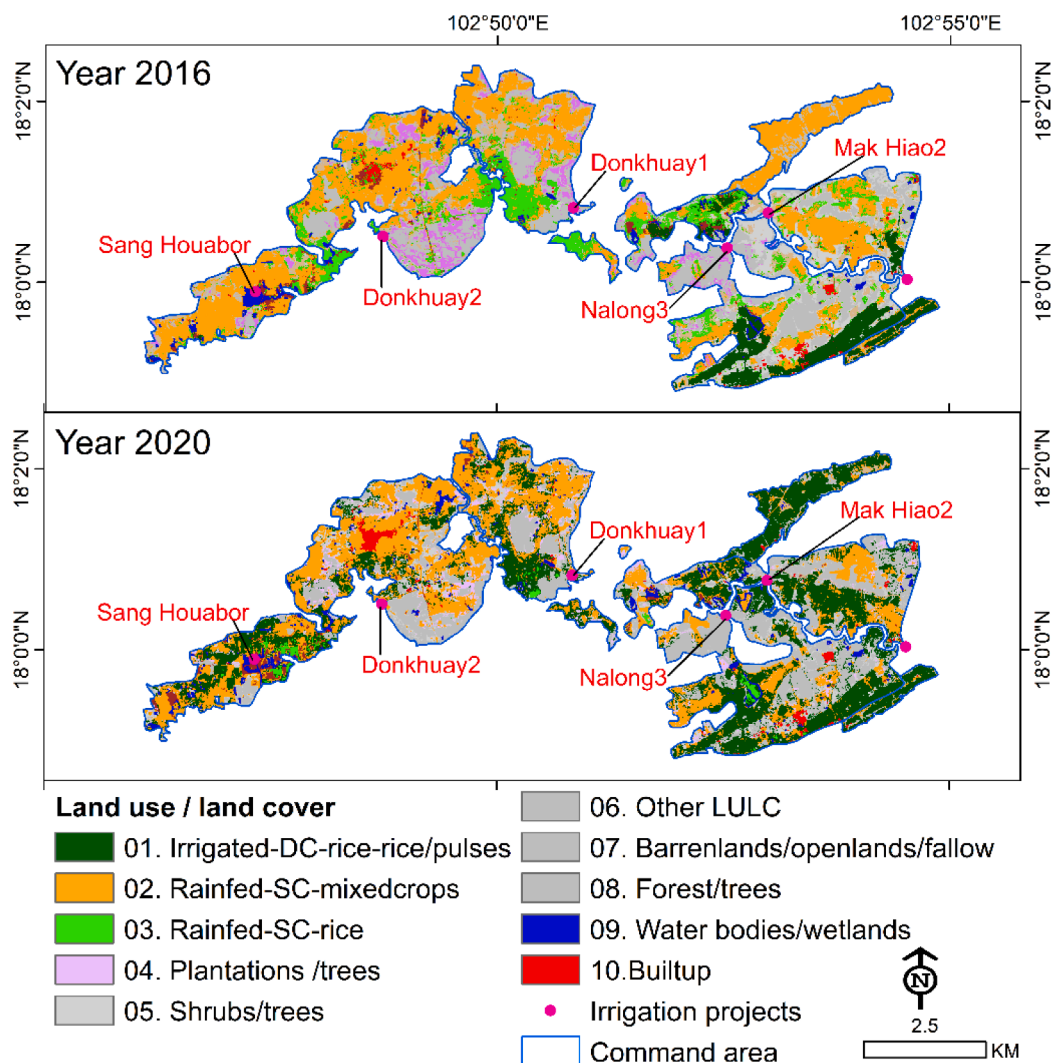 102°50'0"E 102°55'0"E
Year 2016
18°2'0"N 18°2'0"N
Donkhuay1
Mak Hiao2
Sang Houabor
18°0'0"N 18°0'0"N
Donkhuay2
Nalong3
Year 2020
18°2'0"N 18°2'0"N
Donkhuay1
Mak Hiao2
Sang Houabor
18°0'0"N 18°0'0"N
Donkhuay2
Nalong3
Land use / land cover
01. Irrigated-DC-rice-rice/pulses
02. Rainfed-SC-mixedcrops
03. Rainfed-SC-rice
04. Plantations /trees
05. Shrubs/trees
06. Other LULC
07. Barrenlands/openlands/fallow
08. Forest/trees
09. Water bodies/wetlands
10.Builtup
Irrigation projects
Command area
N
2.5
KM